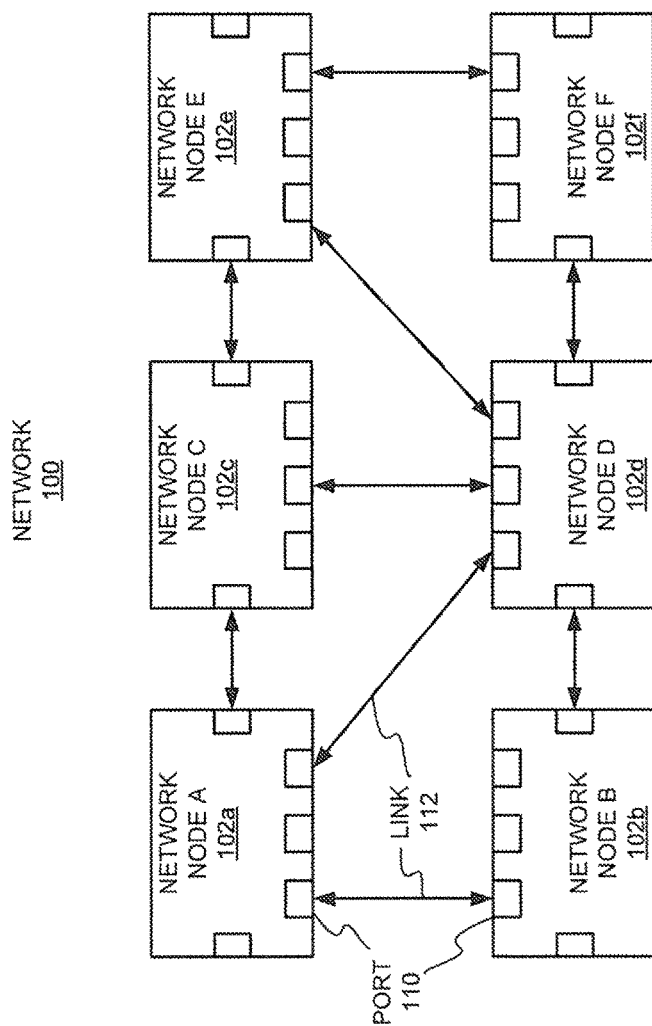 NETWORK
100
NETWORK
NODE A
102a
NETWORK
NODE C
102c
NETWORK
NODE E
102e
LINK
112
PORT
110
NETWORK
NODE B
102b
NETWORK
NODE D
102d
NETWORK
NODE F
102f